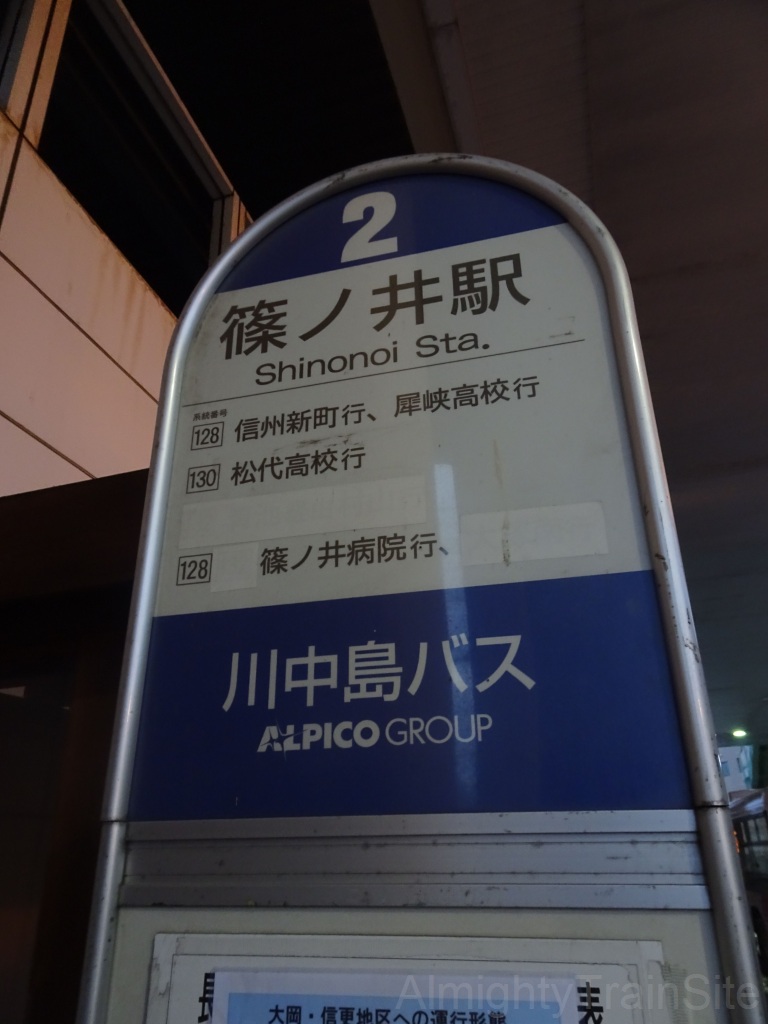 2
篠ノ井駅
Shinonoi Sta.
系統番号
128 信州新町行、犀峡高校行
130 松代高校行
128 篠ノ井病院行、
川中島バス
ALPICO GROUP
長 表
大岡・信更地区への運行形態
AlmightyTrainSite